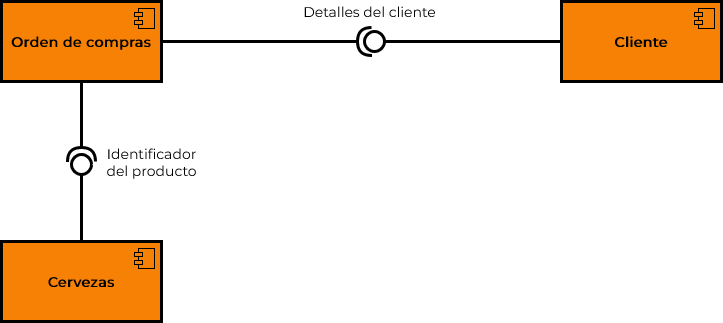 Detalles del cliente
Orden de compras
Cliente
Identificador
del producto
Cervezas